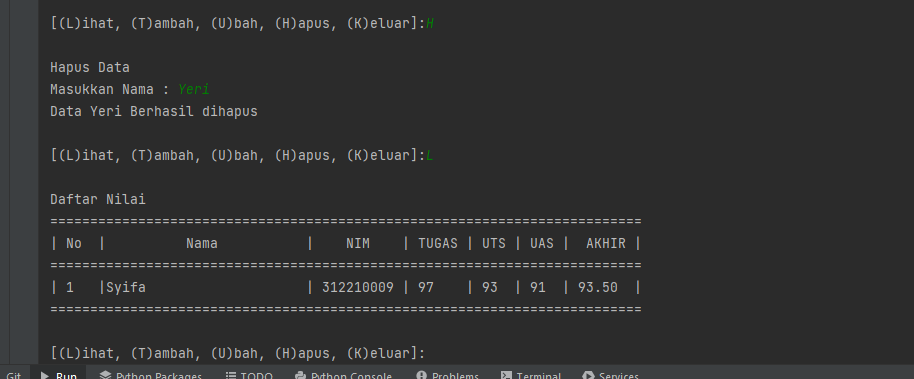 [(L)ihat, (T)ambah, (U)bah, (H)apus, (K)eluar]:H
Hapus Data
Masukkan Nama : Yeri
Data Yeri Berhasil dihapus
[(L)ihat, (T)ambah, (U)bah, (H)apus, (K)eluar]:L
Daftar Nilai
==========================================================================
| No  |          Nama           |    NIM    | TUGAS | UTS | UAS |  AKHIR |
==========================================================================
| 1   |Syifa                    | 312210009 | 97    | 93  | 91  | 93.50  |
==========================================================================
[(L)ihat, (T)ambah, (U)bah, (H)apus, (K)eluar]:
Git Run Python Packages TODO Python Console Problems Terminal Services